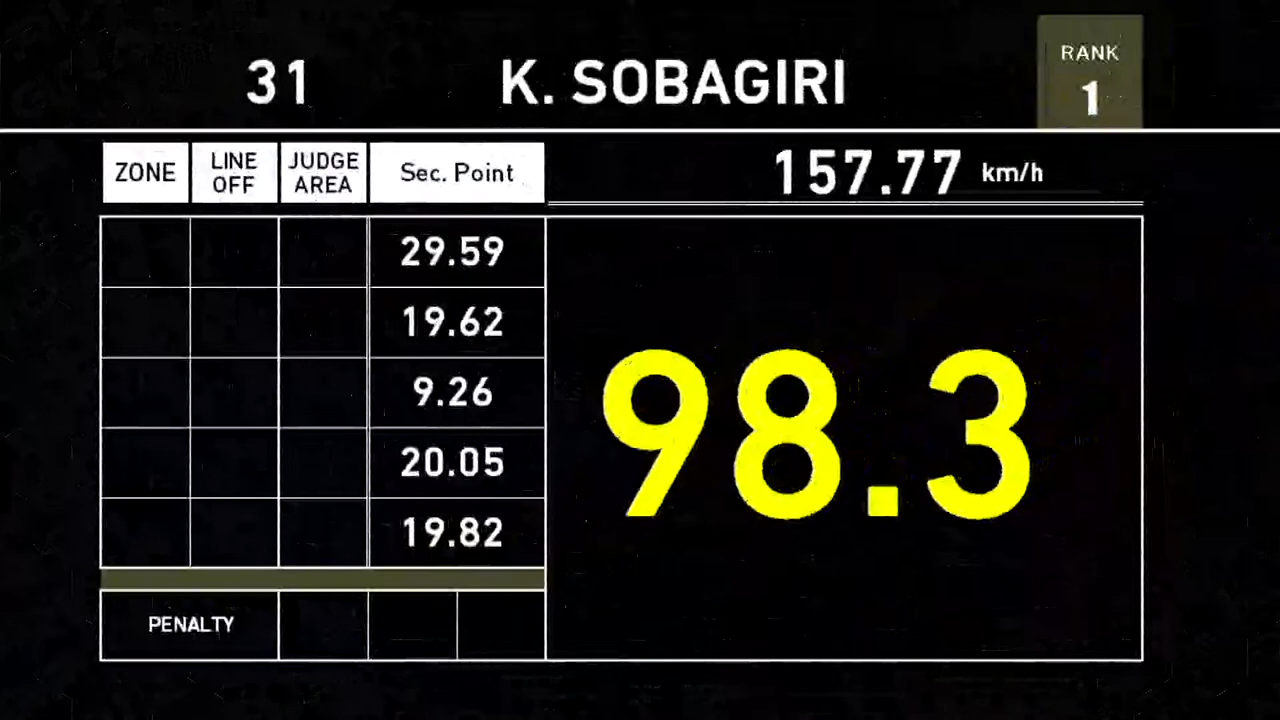 31 K. SOBAGIRI
RANK
1
ZONE
LINE
OFF
JUDGE
AREA
Sec. Point
157.77 km/h
29.59
19.62
9.26
20.05
19.82
98.3
PENALTY